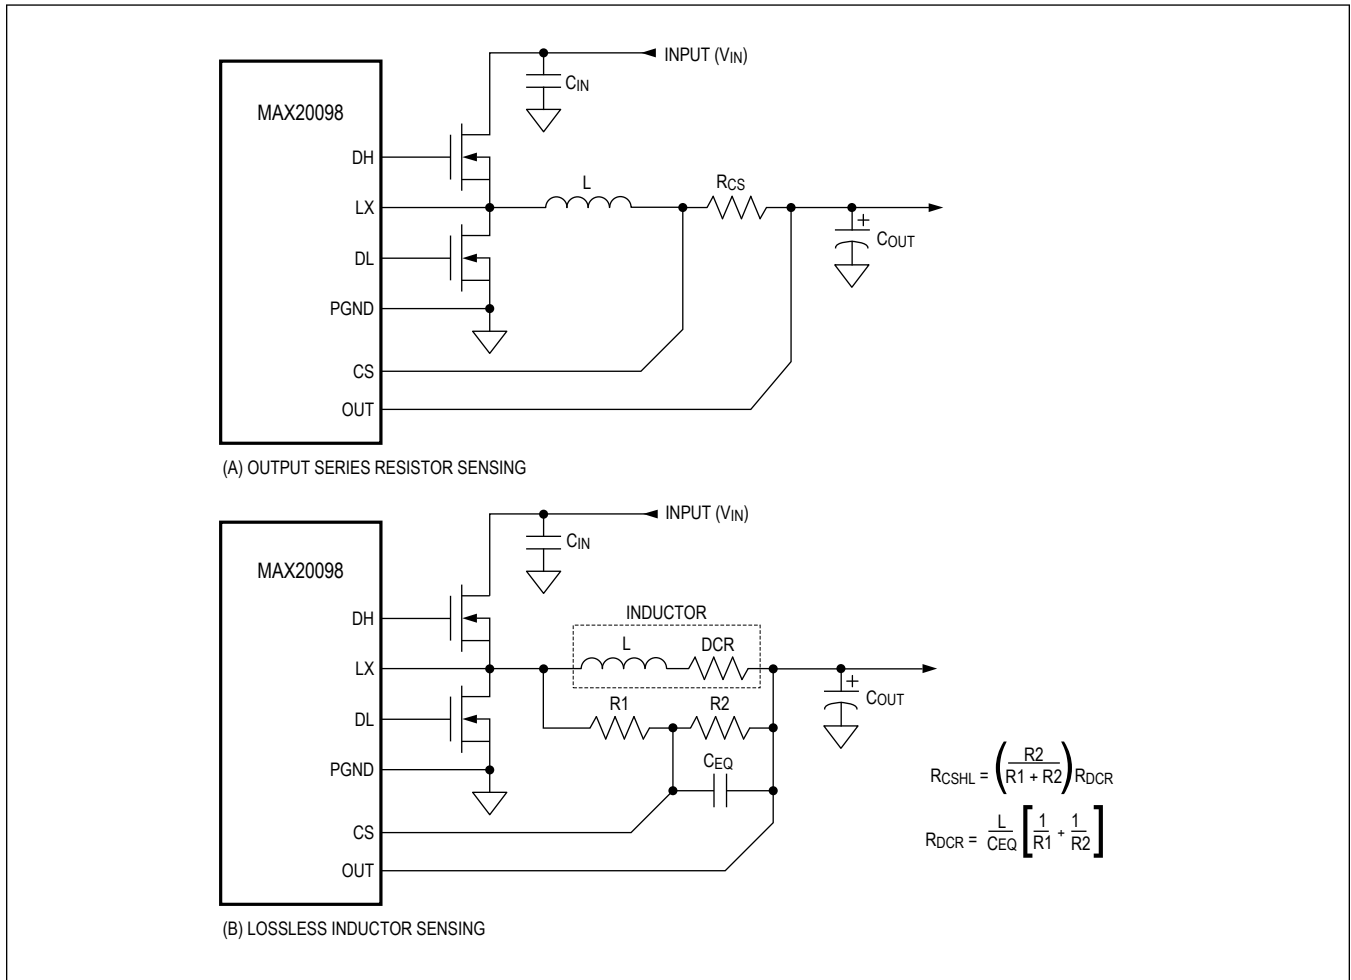 INPUT (VIN)
CIN
MAX20098
DH
L
RCS
LX
+
COUT
DL
PGND
CS
OUT
(A) OUTPUT SERIES RESISTOR SENSING
INPUT (VIN)
CIN
MAX20098
DH
INDUCTOR
L DCR
LX
+
COUT
R1 R2
DL
CEQ
PGND
CS
OUT
RCSHL = (R2 / R1 + R2) RDCR
RDCR = L / CEQ [1 / R1 + 1 / R2]
(B) LOSSLESS INDUCTOR SENSING